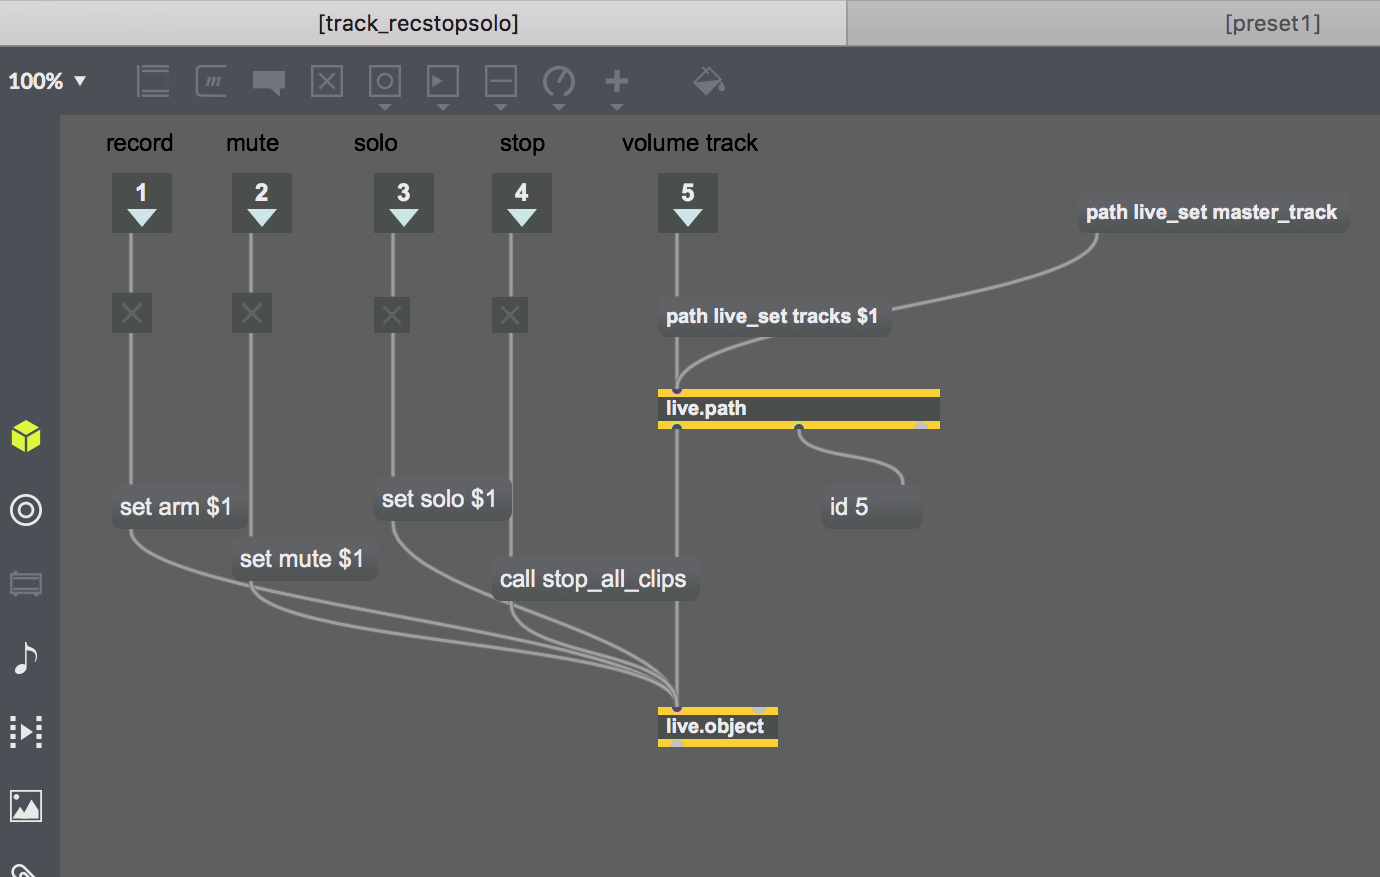 [track_recstopsolo]
[preset1]
100%
m
record
mute
solo
stop
volume track
1
2
3
4
5
path live_set master_track
path live_set tracks $1
live.path
set arm $1
set solo $1
id 5
set mute $1
call stop_all_clips
live.object